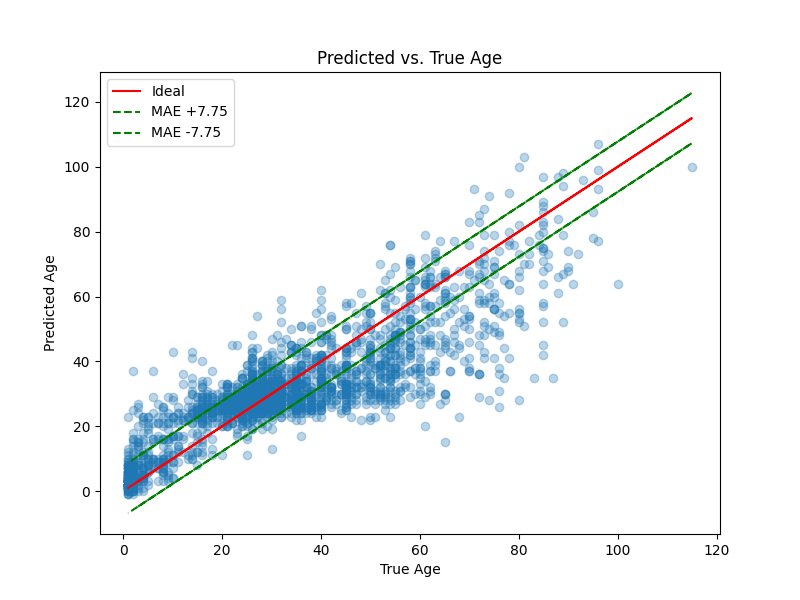 Predicted vs. True Age
Ideal
MAE +7.75
MAE -7.75
Predicted Age
120
100
80
60
40
20
0
0 20 40 60 80 100 120
True Age